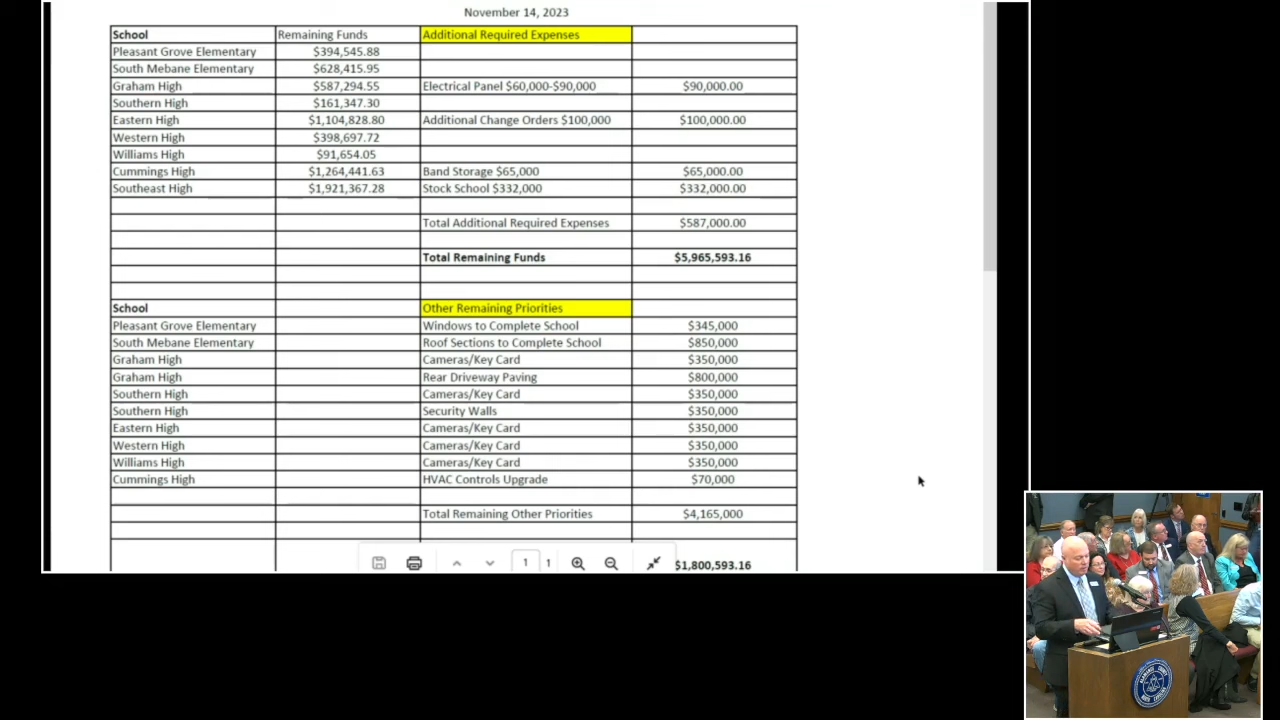 November 14, 2023
School Remaining Funds Additional Required Expenses
Pleasant Grove Elementary $394,545.88
South Mebane Elementary $628,415.95
Graham High $587,294.55 Electrical Panel $60,000-$90,000 $90,000.00
Southern High $161,347.30
Eastern High $1,104,828.80 Additional Change Orders $100,000 $100,000.00
Western High $398,697.72
Williams High $91,654.05
Cummings High $1,264,441.63 Band Storage $65,000 $65,000.00
Southeast High $1,921,367.28 Stock School $332,000 $332,000.00
Total Additional Required Expenses $587,000.00
Total Remaining Funds $5,965,593.16
School Other Remaining Priorities
Pleasant Grove Elementary Windows to Complete School $345,000
South Mebane Elementary Roof Sections to Complete School $850,000
Graham High Cameras/Key Card $350,000
Graham High Rear Driveway Paving $800,000
Southern High Cameras/Key Card $350,000
Southern High Security Walls $350,000
Eastern High Cameras/Key Card $350,000
Western High Cameras/Key Card $350,000
Williams High Cameras/Key Card $350,000
Cummings High HVAC Controls Upgrade $70,000
Total Remaining Other Priorities $4,165,000
1 1 $1,800,593.16